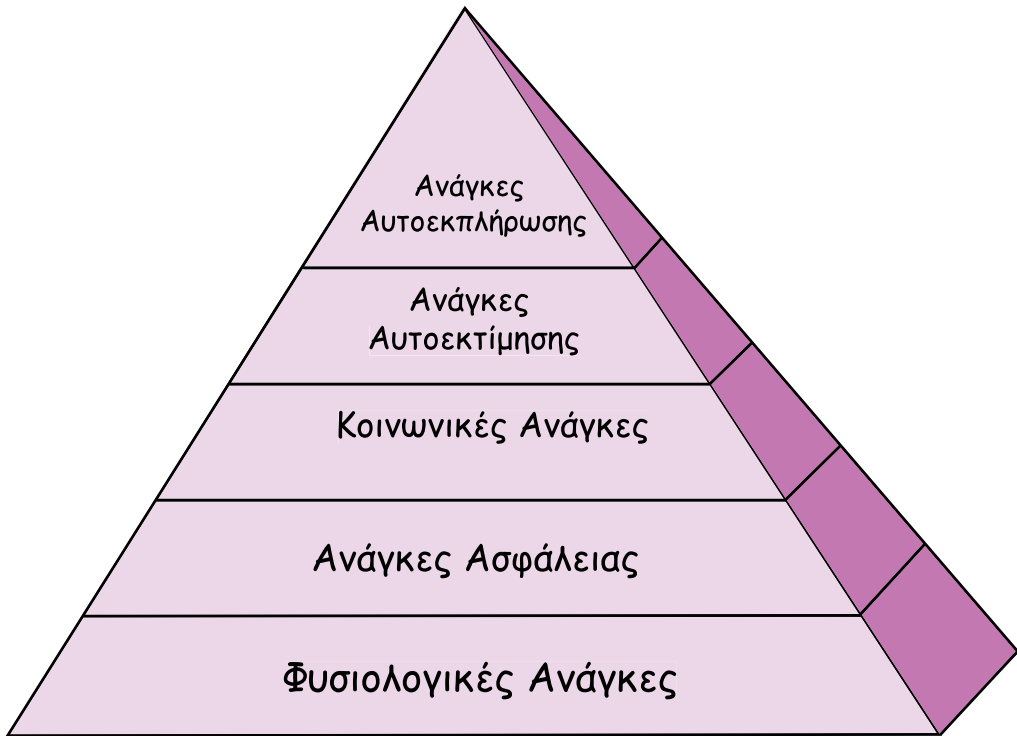 Ανάγκες
Αυτοεκπλήρωσης
Ανάγκες
Αυτοεκτίμησης
Κοινωνικές Ανάγκες
Ανάγκες Ασφάλειας
Φυσιολογικές Ανάγκες